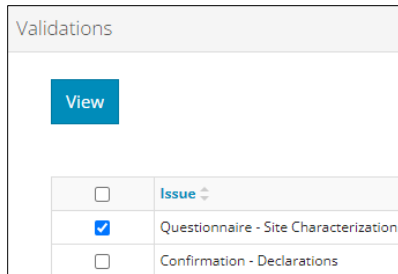 Validations
View
Issue
Questionnaire - Site Characterization
Confirmation - Declarations